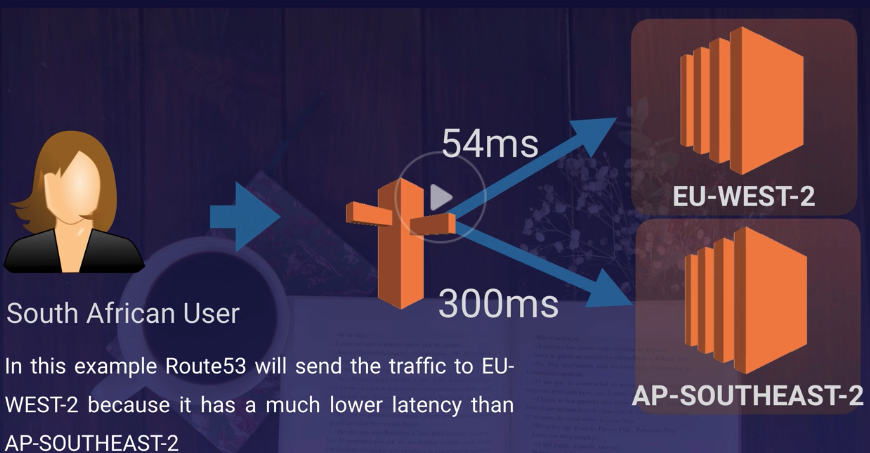 54ms
EU-WEST-2
300ms
South African User
In this example Route53 will send the traffic to EU-
WEST-2 because it has a much lower latency than
AP-SOUTHEAST-2
AP-SOUTHEAST-2